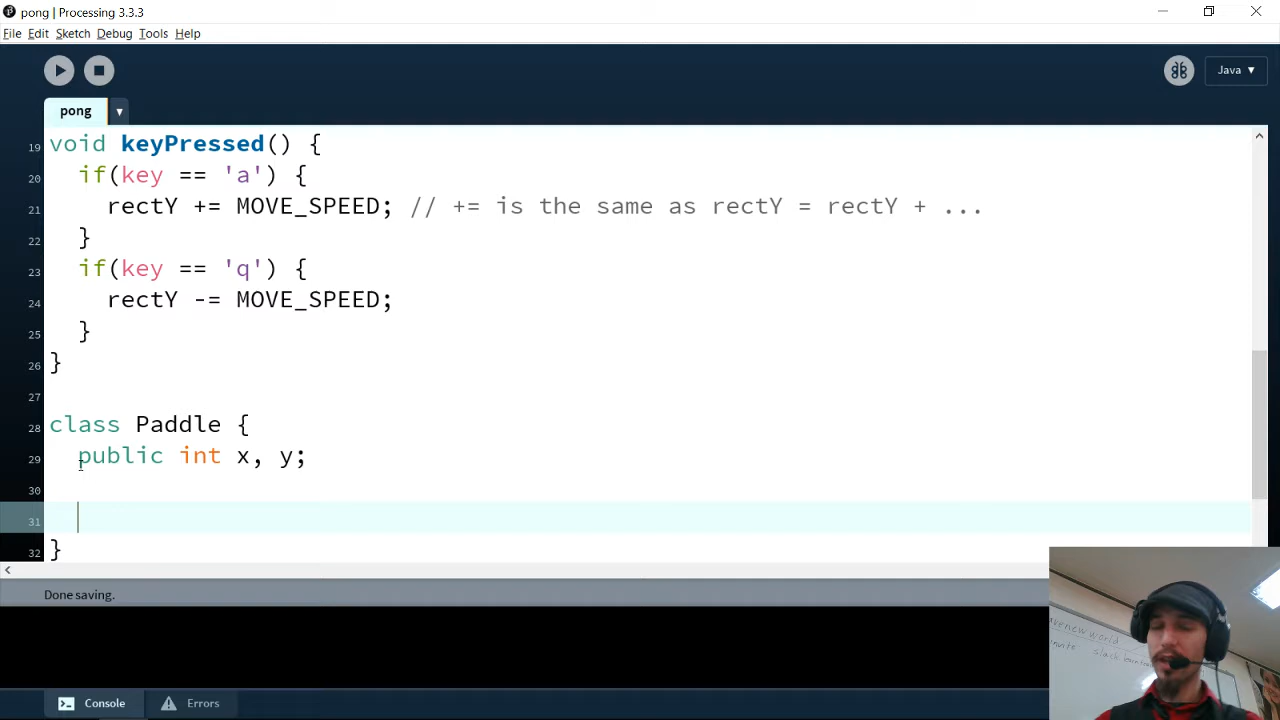 pong | Processing 3.3.3
File Edit Sketch Debug Tools Help
Java ▼
pong ▼
19 void keyPressed() {
20 if(key == 'a') {
21 rectY += MOVE_SPEED; // += is the same as rectY = rectY + ...
22 }
23 if(key == 'q') {
24 rectY -= MOVE_SPEED;
25 }
26 }
27
28 class Paddle {
29 public int x, y;
30
31
32 }
Done saving.
new world
Console Errors